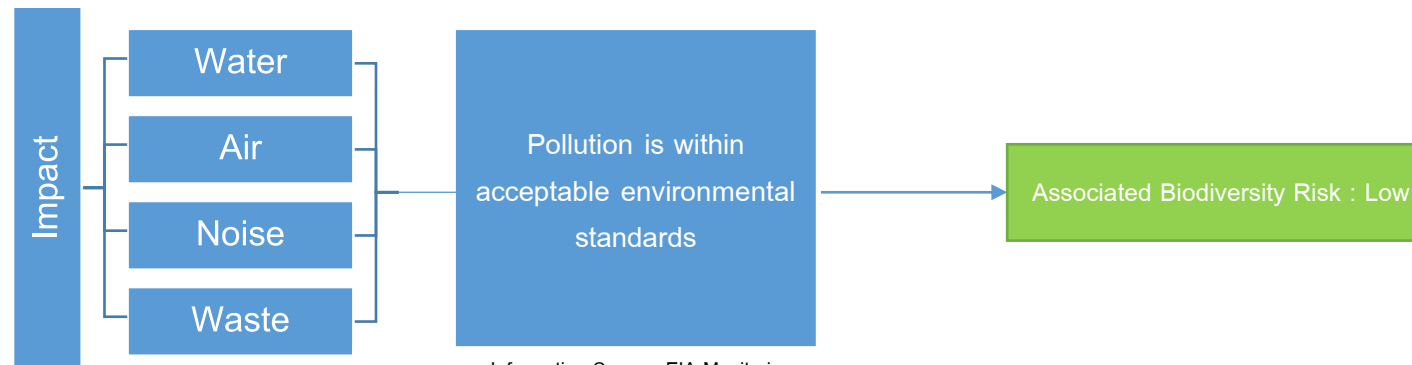 Impact
Water
Air
Noise
Waste
Pollution is within
acceptable environmental
standards
Associated Biodiversity Risk : Low